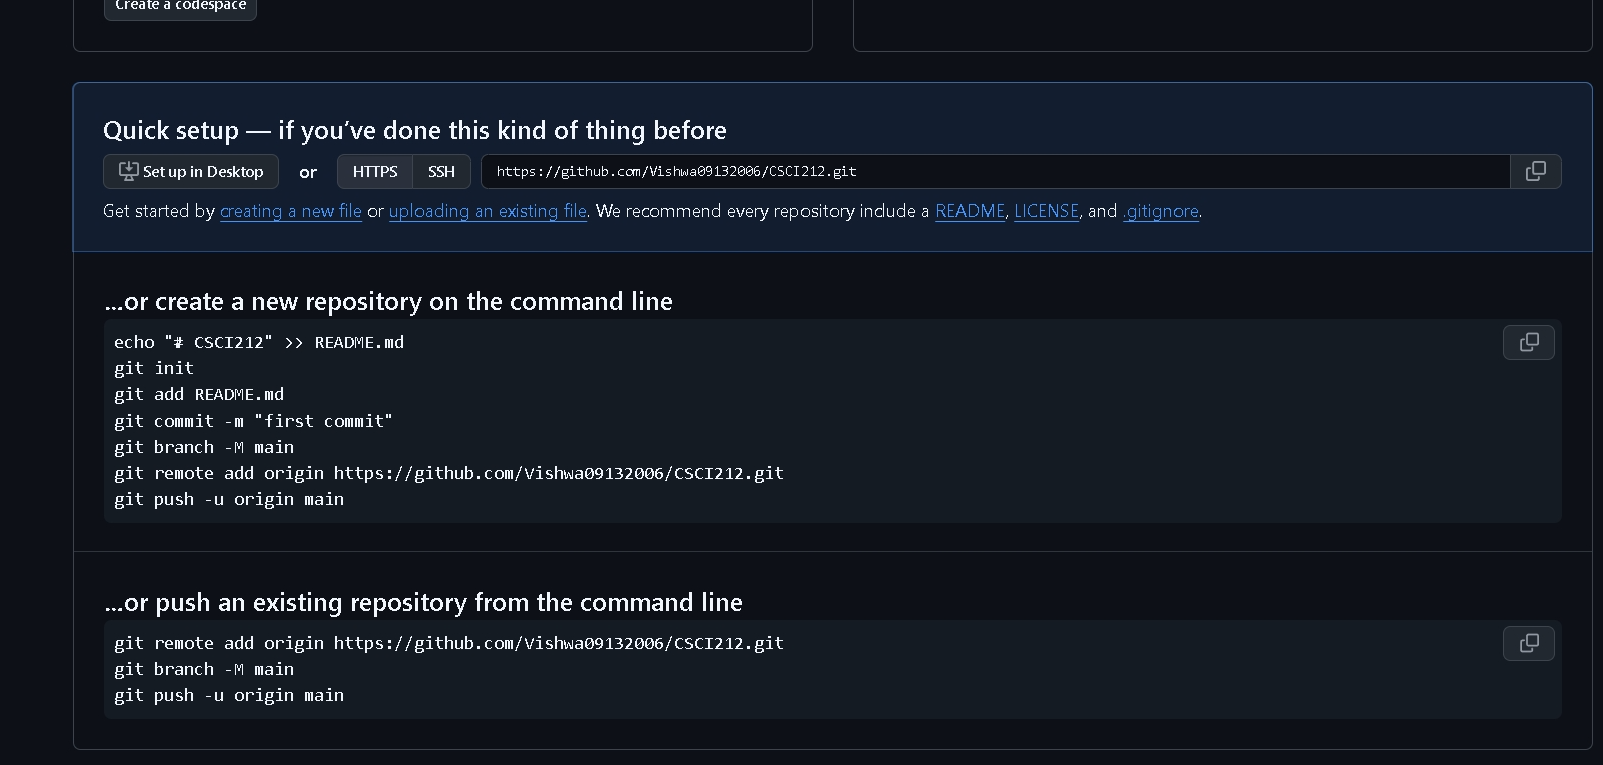 Create a codespace
Quick setup — if you’ve done this kind of thing before
Set up in Desktop or HTTPS SSH https://github.com/Vishwa09132006/CSCI212.git
Get started by creating a new file or uploading an existing file. We recommend every repository include a README, LICENSE, and .gitignore.
...or create a new repository on the command line
echo "# CSCI212" >> README.md
git init
git add README.md
git commit -m "first commit"
git branch -M main
git remote add origin https://github.com/Vishwa09132006/CSCI212.git
git push -u origin main
...or push an existing repository from the command line
git remote add origin https://github.com/Vishwa09132006/CSCI212.git
git branch -M main
git push -u origin main